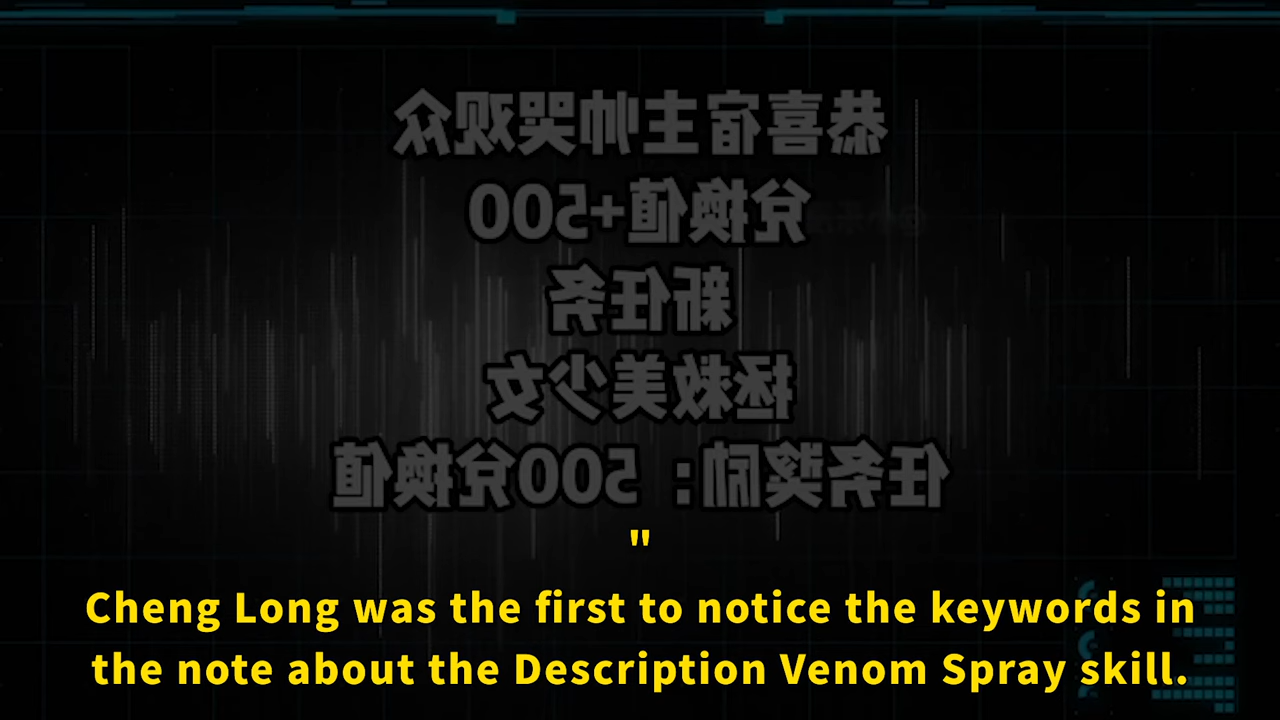 恭喜宿主帅哭观众
兑换值+500
新任务
拯救美少女
任务奖励：500兑换值
"
Cheng Long was the first to notice the keywords in
the note about the Description Venom Spray skill.